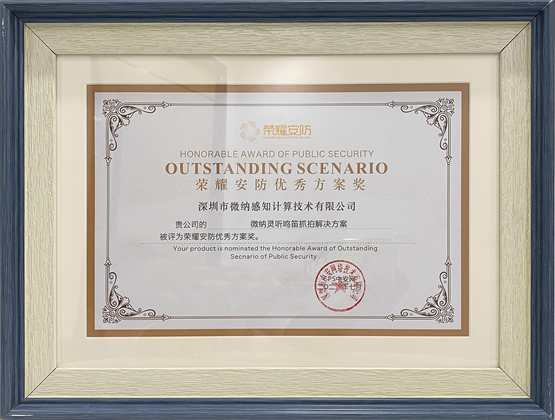 荣耀安防
HONORABLE AWARD OF PUBLIC SECURITY
OUTSTANDING SCENARIO
荣耀安防优秀方案奖
深圳市微纳感知计算技术有限公司
贵公司的 微纳灵听鸣笛抓拍解决方案
被评为荣耀安防优秀方案奖。
Your product is nominated the Honorable Award of Outstanding
Secnario of Public Security.